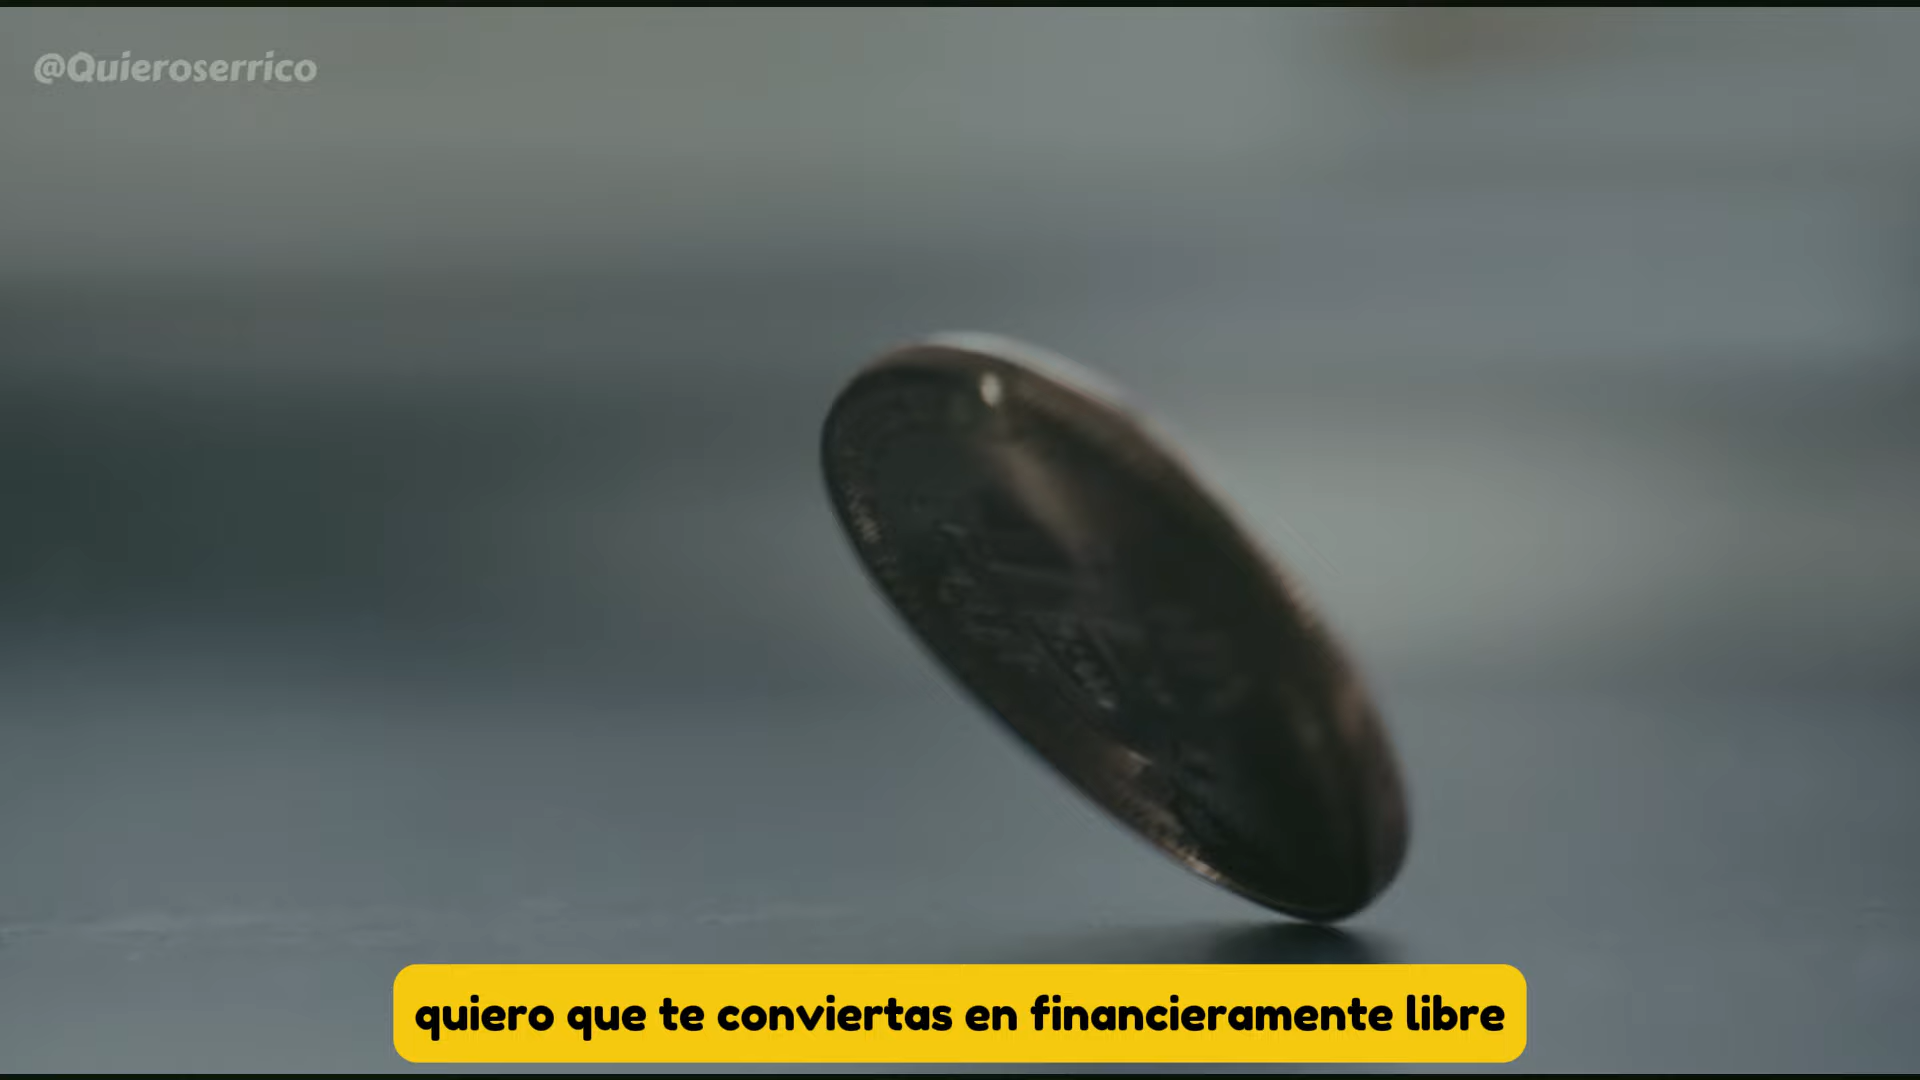 @Quieroserrico
quiero que te conviertas en financieramente libre